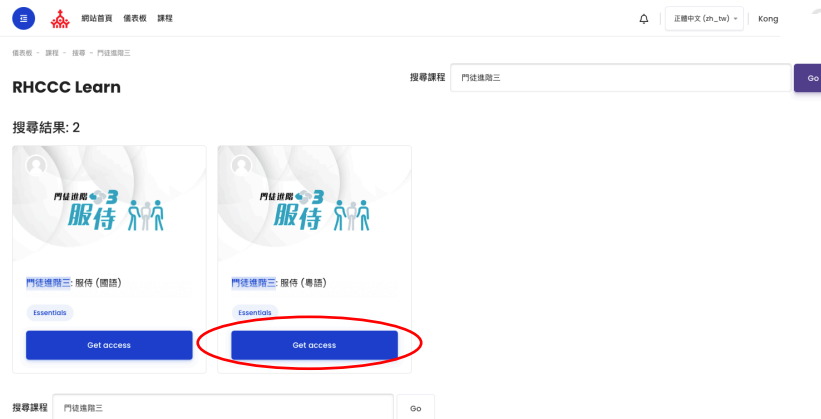 網站首頁 儀表板 課程 正體中文 (zh_tw) Kong
儀表板 - 課程 - 搜尋 - 門徒進階三
RHCCC Learn
搜尋課程 門徒進階三 Go
搜尋結果: 2
門徒進階 3 服侍
門徒進階三: 服侍 (國語)
Essentials
Get access
門徒進階 3 服侍
門徒進階三: 服侍 (粵語)
Essentials
Get access
搜尋課程 門徒進階三 Go